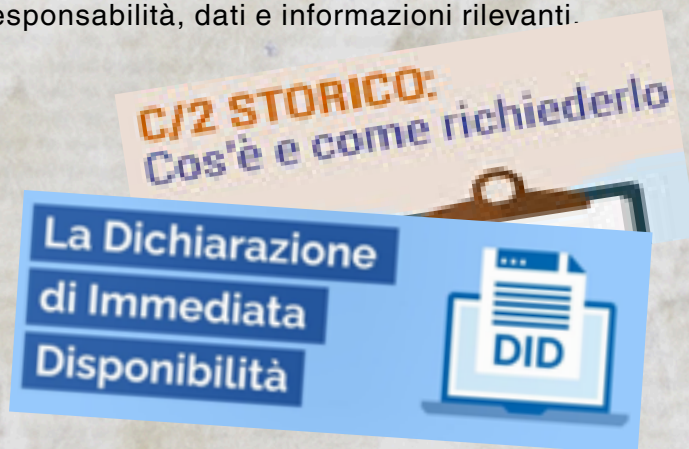 esponsabilità, dati e informazioni rilevanti.
C/2 STORICO:
Cos'è e come richiederlo
La Dichiarazione
di Immediata
Disponibilità
DID